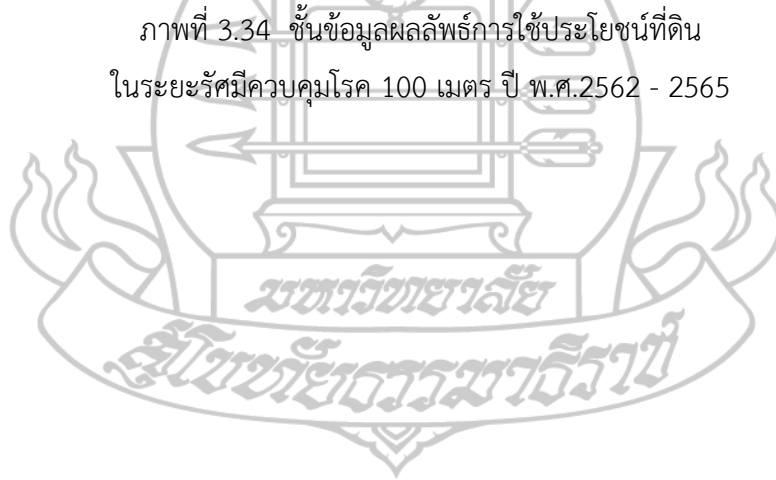 ภาพที่ 3.34 ชั้นข้อมูลผลลัพธ์การใช้ประโยชน์ที่ดิน
ในระยะรัศมีควบคุมโรค 100 เมตร ปี พ.ศ.2562 - 2565
มหาวิทยาลัย
สุโขทัยธรรมาธิราช